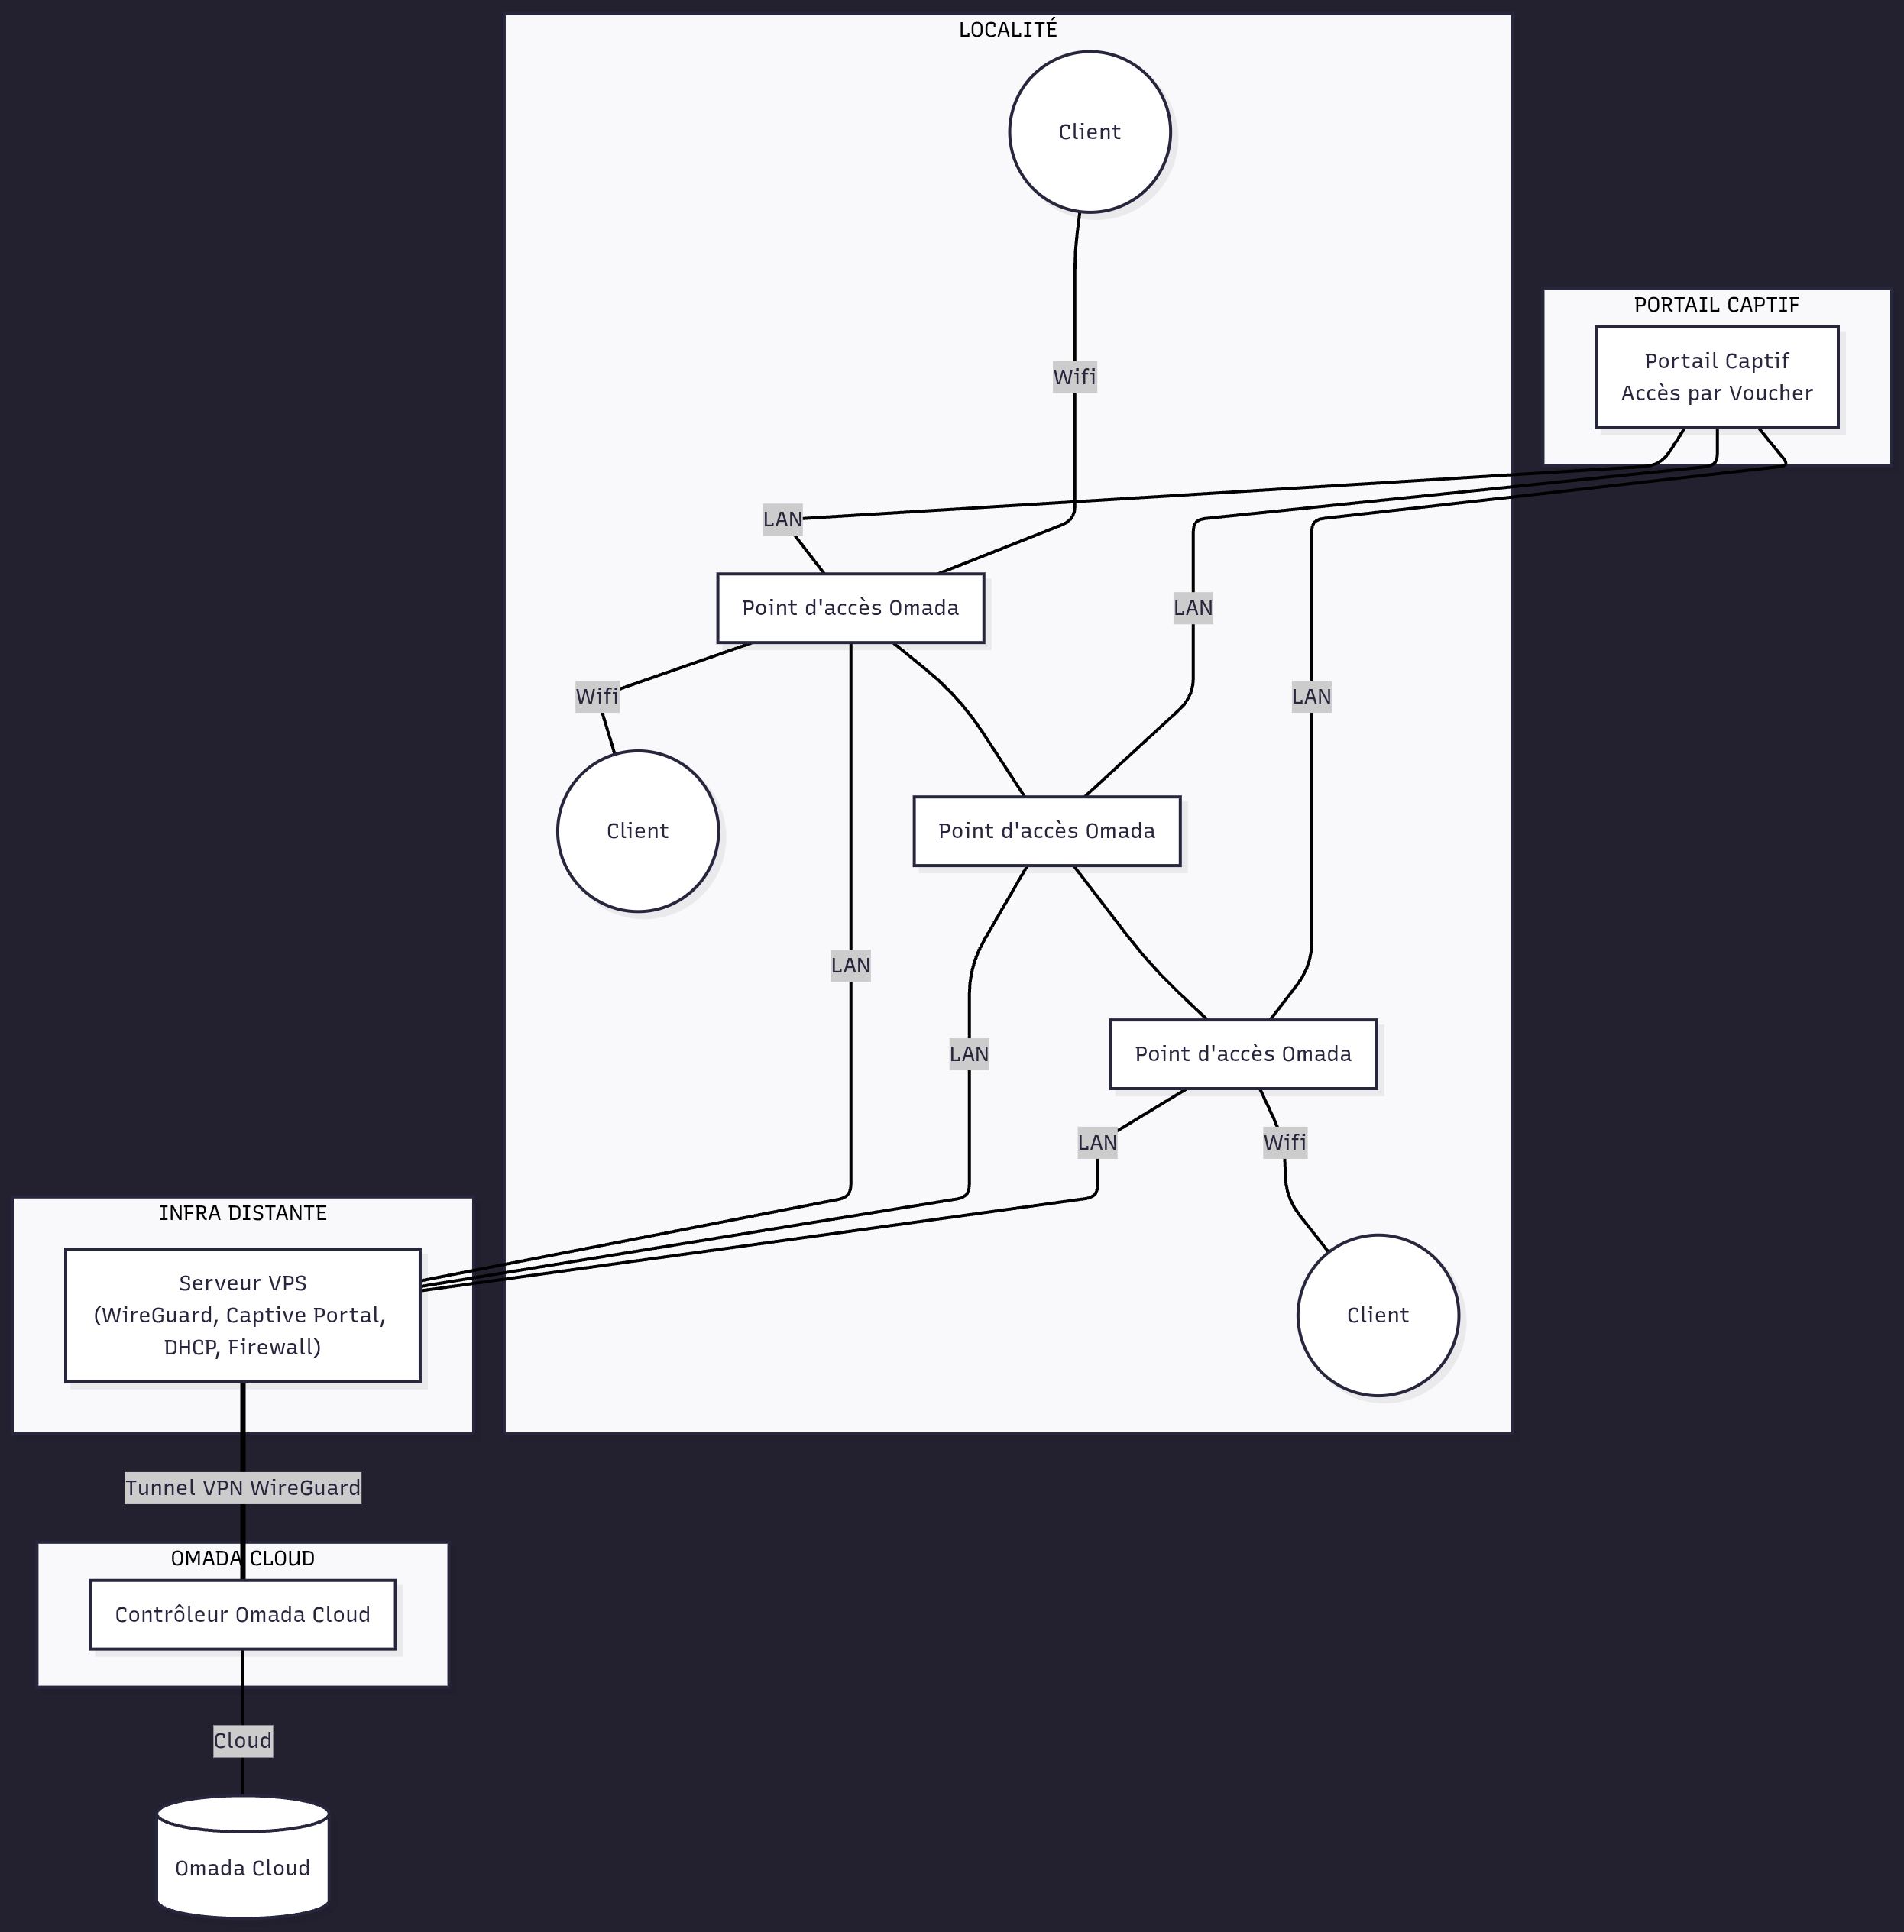 LOCALITÉ
Client
PORTAIL CAPTIF
Portail Captif
Accès par Voucher
Wifi
LAN
Point d'accès Omada
LAN
Wifi
LAN
Client
Point d'accès Omada
LAN
LAN
Point d'accès Omada
LAN
Wifi
INFRA DISTANTE
Serveur VPS
(WireGuard, Captive Portal,
DHCP, Firewall)
Client
Tunnel VPN WireGuard
OMADA CLOUD
Contrôleur Omada Cloud
Cloud
Omada Cloud